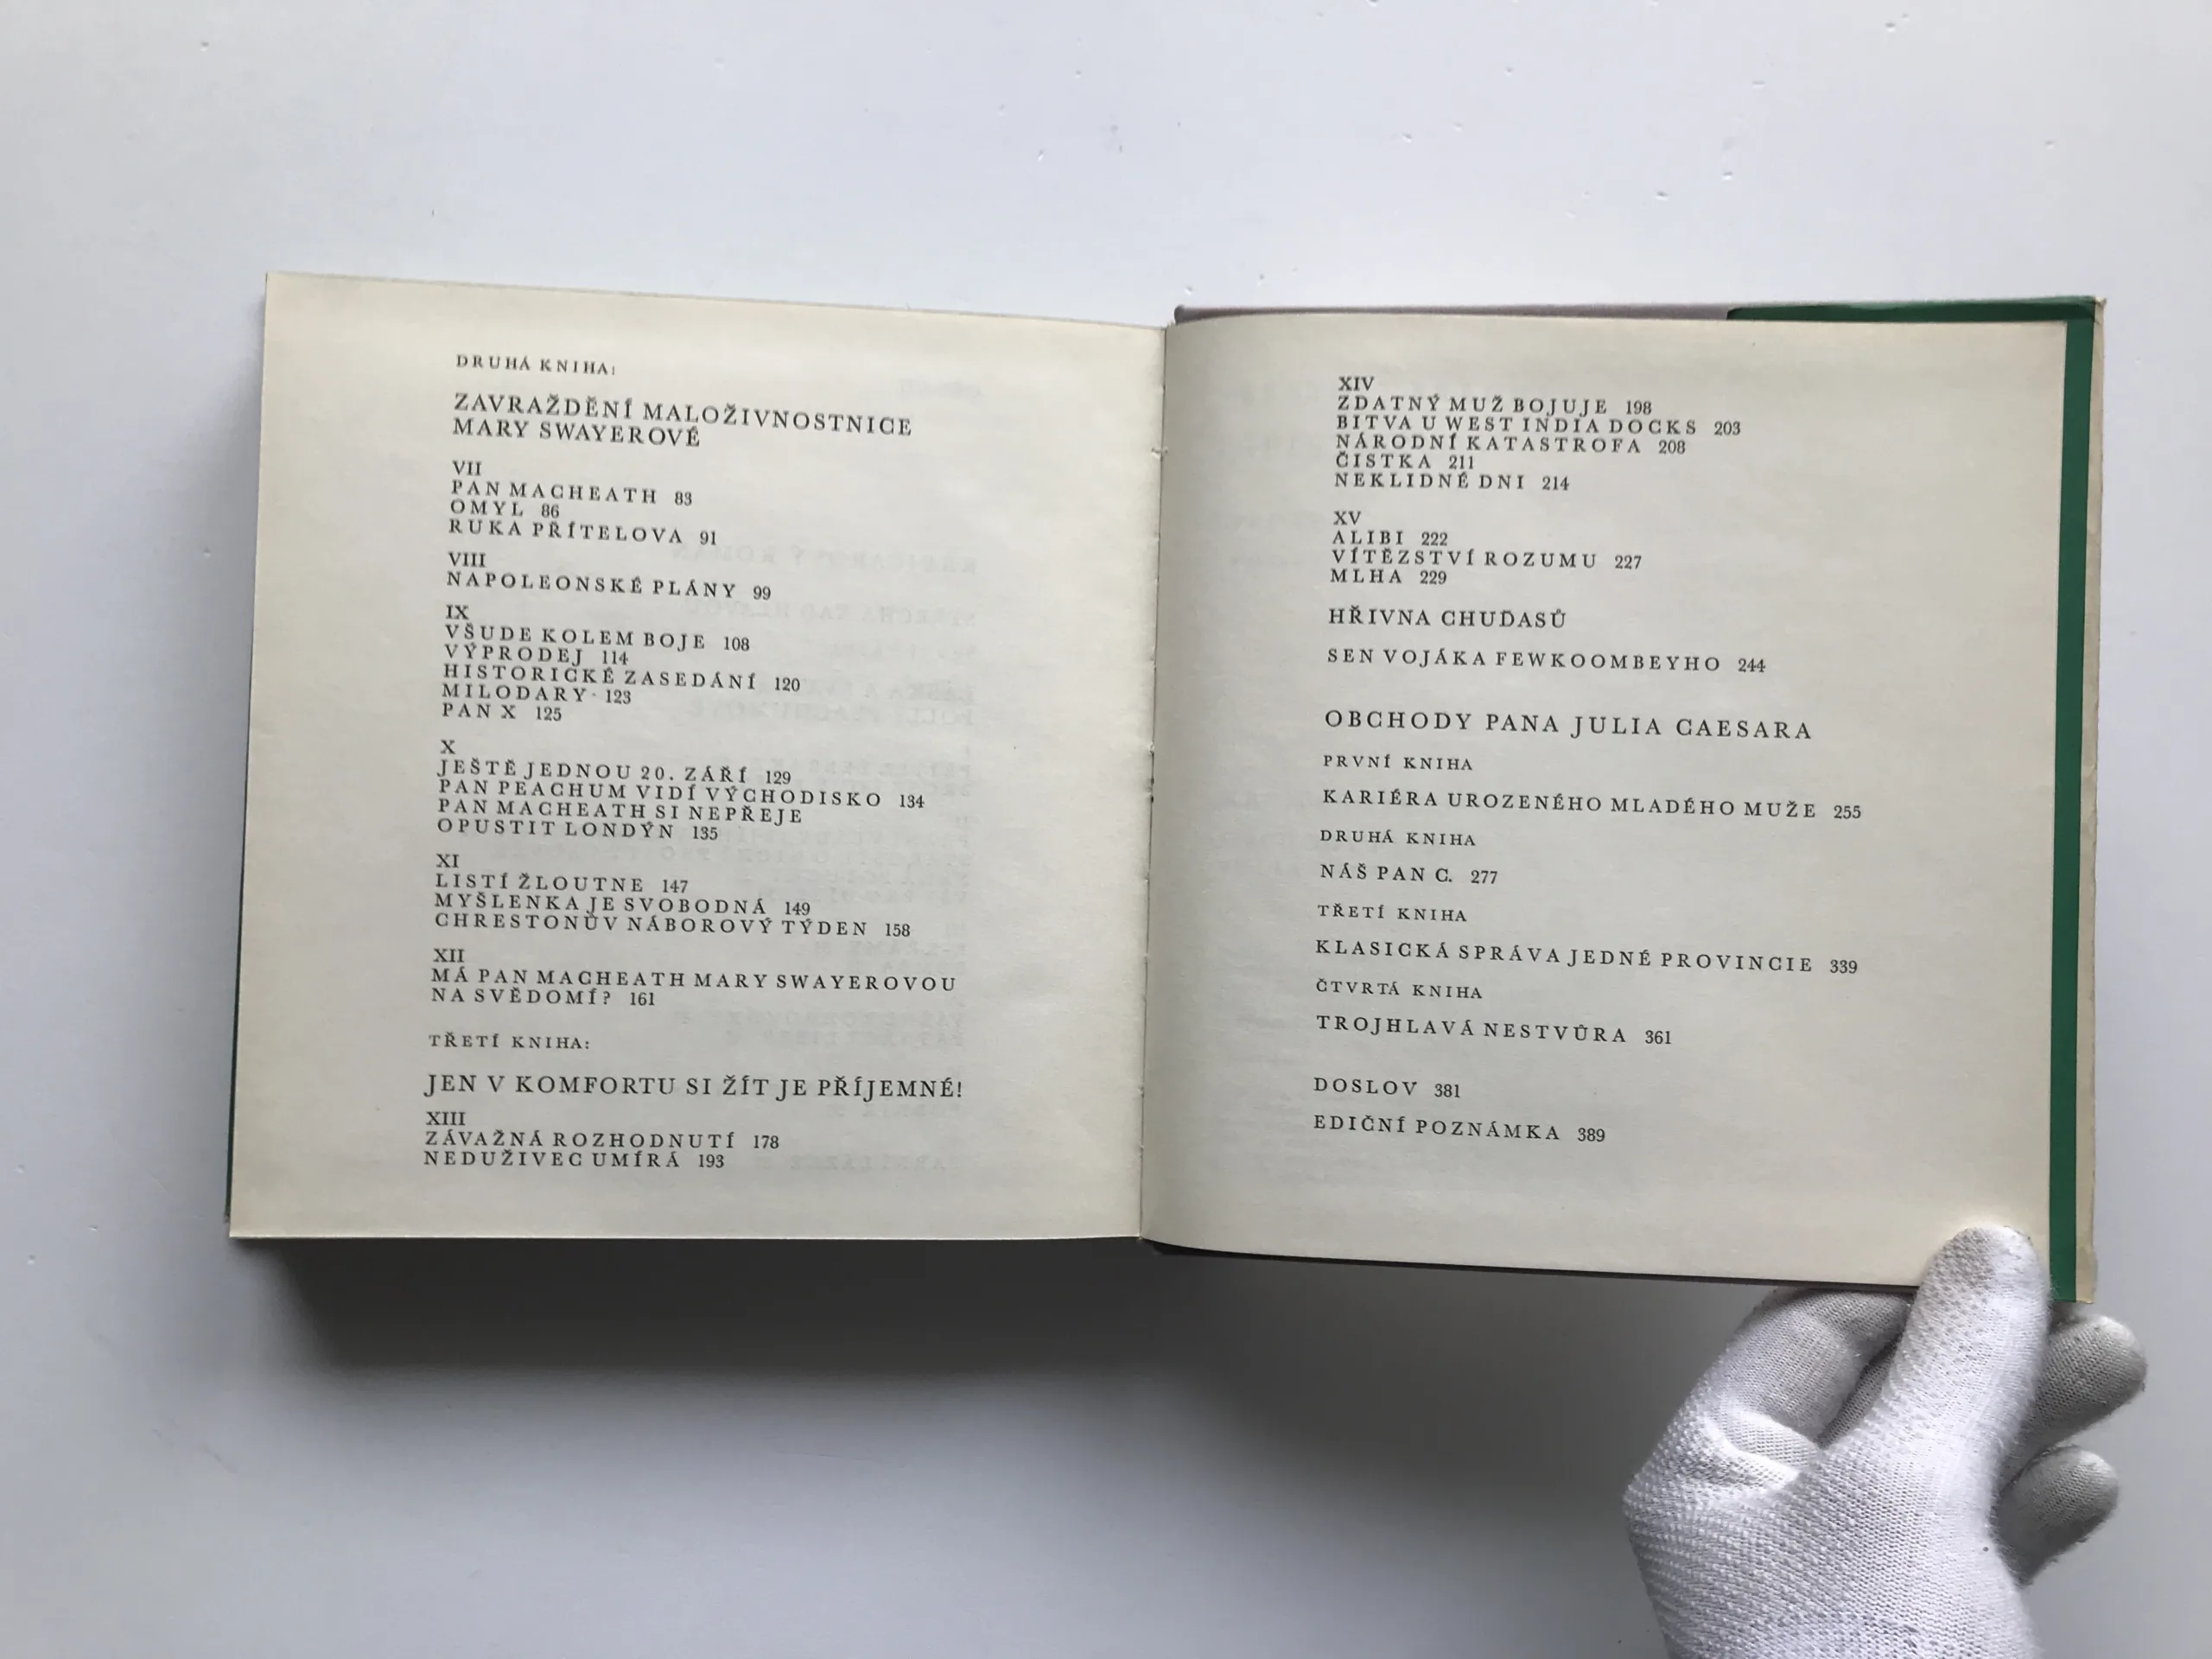 DRUHÁ KNIHA:
ZAVRAŽDĚNÍ MALOŽIVNOSTNICE
MARY SWAYEROVÉ
VII
PAN MACHEATH 83
OMYL 86
RUKA PŘÍTELOVA 91
VIII
NAPOLEONSKÉ PLÁNY 99
IX
VŠUDE KOLEM BOJE 108
VÝPRODEJ 114
HISTORICKÉ ZASEDÁNÍ 120
MILODARY 123
PAN X 125
X
JEŠTĚ JEDNOU 20. ZÁŘÍ 129
PAN PEACHUM VIDÍ VÝCHODISKO 134
PAN MACHEATH SI NEPŘEJE
OPUSTIT LONDÝN 135
XI
LISTÍ ŽLOUTNE 147
MYŠLENKA JE SVOBODNÁ 149
CHRESTONŮV NÁBOROVÝ TÝDEN 158
XII
MÁ PAN MACHEATH MARY SWAYEROVOU
NA SVĚDOMÍ? 161
TŘETÍ KNIHA:
JEN V KOMFORTU SI ŽÍT JE PŘÍJEMNÉ!
XIII
ZÁVAŽNÁ ROZHODNUTÍ 178
NEDUŽIVEC UMÍRÁ 193
XIV
ZDATNÝ MUŽ BOJUJE 198
BITVA U WEST INDIA DOCKS 203
NÁRODNÍ KATASTROFA 208
ČISTKA 211
NEKLIDNÉ DNI 214
XV
ALIBI 222
VÍTĚZSTVÍ ROZUMU 227
MLHA 229
HŘIVNA CHUĎASŮ
SEN VOJÁKA FEWKOOMBEYHO 244
OBCHODY PANA JULIA CAESARA
PRVNÍ KNIHA
KARIÉRA UROZENÉHO MLADÉHO MUŽE 255
DRUHÁ KNIHA
NÁŠ PAN C. 277
TŘETÍ KNIHA
KLASICKÁ SPRÁVA JEDNÉ PROVINCIE 339
ČTVRTÁ KNIHA
TROJHLAVÁ NESTVŮRA 361
DOSLOV 381
EDIČNÍ POZNÁMKA 389